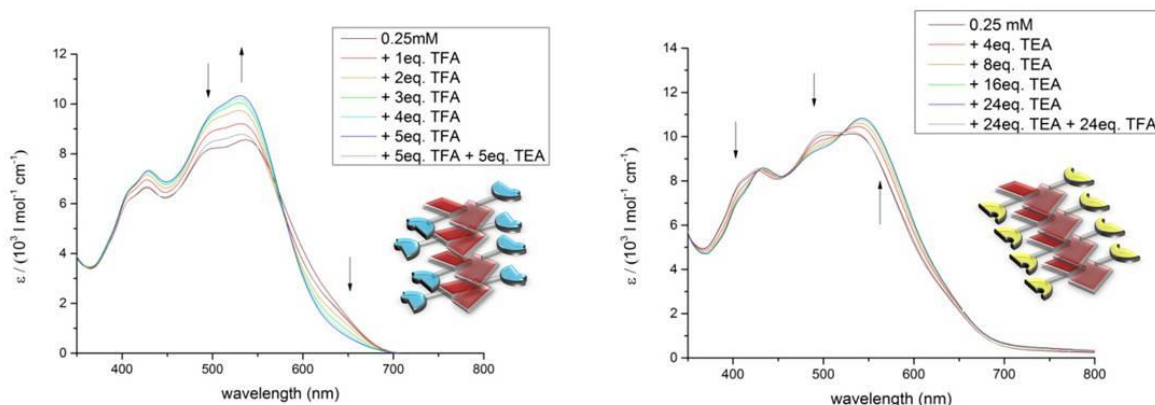 0.25mM
+ 1eq. TFA
+ 2eq. TFA
+ 3eq. TFA
+ 4eq. TFA
+ 5eq. TFA
+ 5eq. TFA + 5eq. TEA
12
10
8
6
4
2
0
ε / (10³ l mol⁻¹ cm⁻¹)
400 500 600 700 800
wavelength (nm)
0.25 mM
+ 4eq. TEA
+ 8eq. TEA
+ 16eq. TEA
+ 24eq. TEA
+ 24eq. TEA + 24eq. TFA
14
12
10
8
6
4
2
0
ε / (10³ l mol⁻¹ cm⁻¹)
400 500 600 700 800
wavelength (nm)